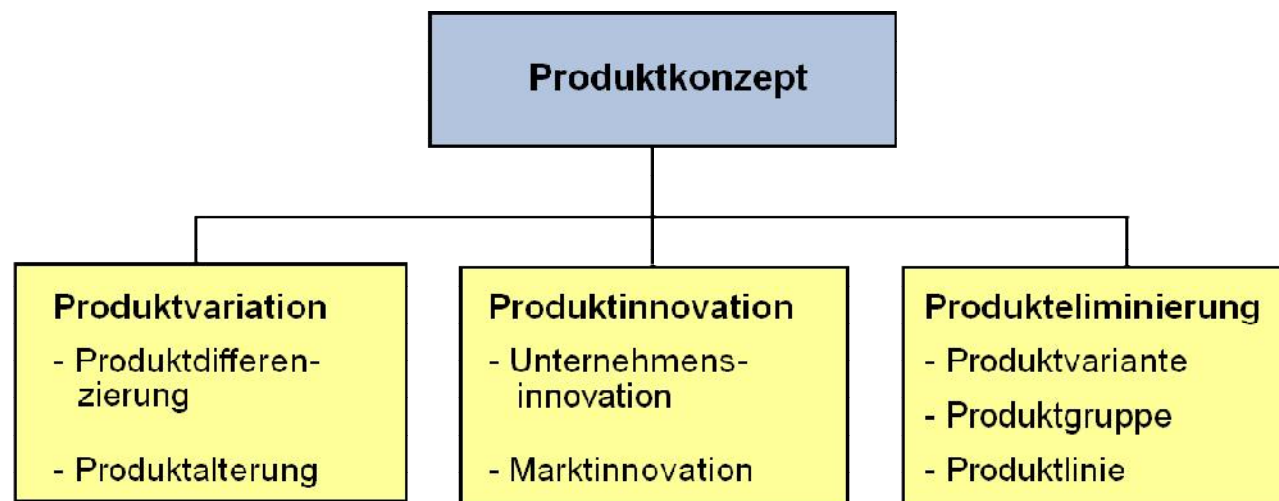 Produktkonzept
Produktvariation
- Produktdifferen-
zierung
- Produktalterung
Produktinnovation
- Unternehmens-
innovation
- Marktinnovation
Produkteliminierung
- Produktvariante
- Produktgruppe
- Produktlinie